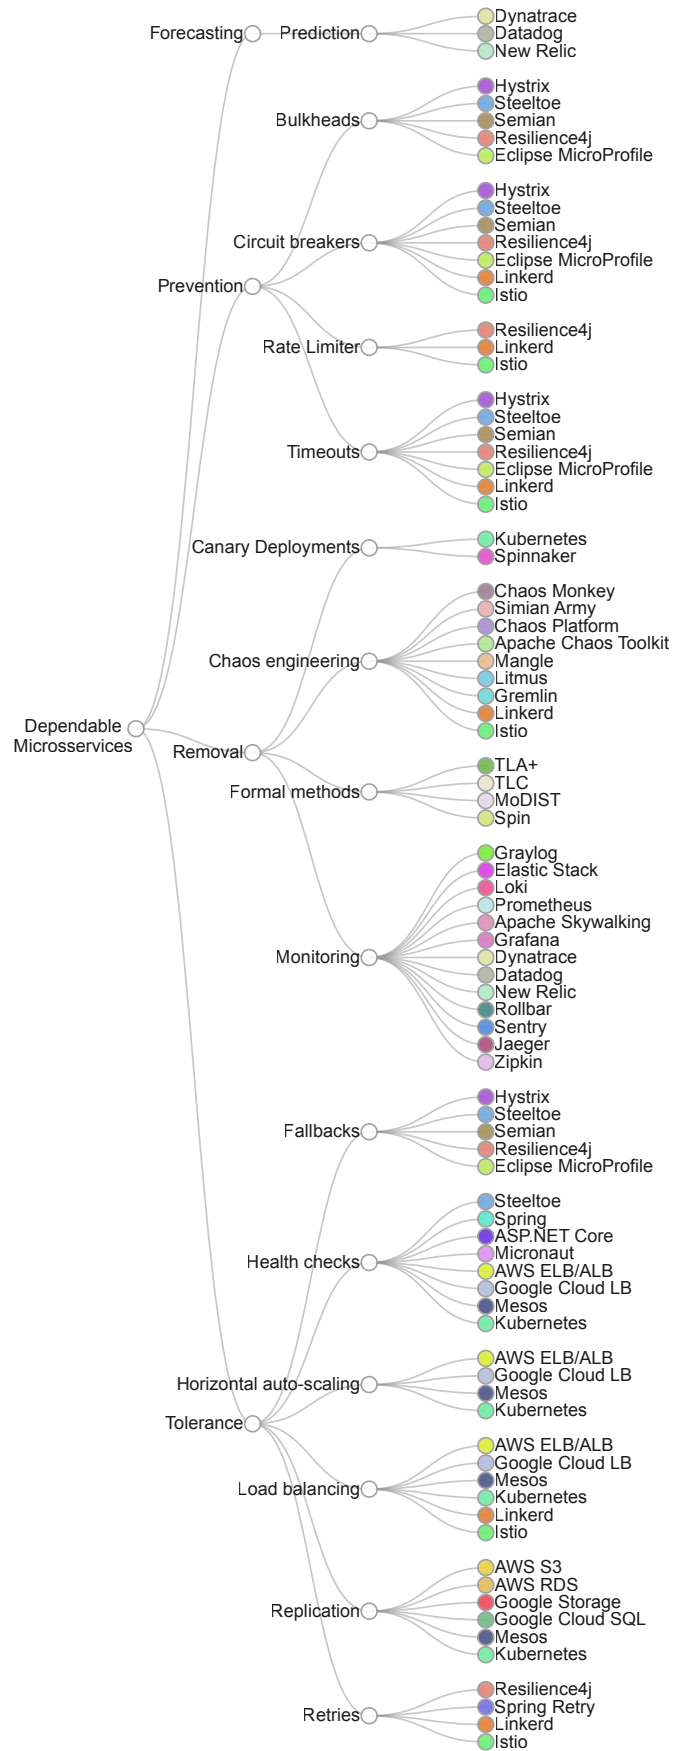 Forecasting
Prediction
Dynatrace
Datadog
New Relic
Hystrix
Steeltoe
Bulkheads
Semian
Resilience4j
Eclipse MicroProfile
Hystrix
Steeltoe
Semian
Circuit breakers
Resilience4j
Eclipse MicroProfile
Linkerd
Istio
Prevention
Resilience4j
Rate Limiter
Linkerd
Istio
Hystrix
Steeltoe
Semian
Timeouts
Resilience4j
Eclipse MicroProfile
Linkerd
Istio
Canary Deployments
Kubernetes
Spinnaker
Chaos Monkey
Simian Army
Chaos Platform
Apache Chaos Toolkit
Chaos engineering
Mangle
Litmus
Gremlin
Linkerd
Istio
Dependable
Microsservices
Removal
TLA+
TLC
Formal methods
MoDIST
Spin
Graylog
Elastic Stack
Loki
Prometheus
Apache Skywalking
Grafana
Monitoring
Dynatrace
Datadog
New Relic
Rollbar
Sentry
Jaeger
Zipkin
Hystrix
Steeltoe
Fallbacks
Semian
Resilience4j
Eclipse MicroProfile
Steeltoe
Spring
ASP.NET Core
Health checks
Micronaut
AWS ELB/ALB
Google Cloud LB
Mesos
Kubernetes
AWS ELB/ALB
Google Cloud LB
Horizontal auto-scaling
Mesos
Kubernetes
Tolerance
AWS ELB/ALB
Google Cloud LB
Mesos
Load balancing
Kubernetes
Linkerd
Istio
AWS S3
AWS RDS
Google Storage
Replication
Google Cloud SQL
Mesos
Kubernetes
Resilience4j
Spring Retry
Retries
Linkerd
Istio